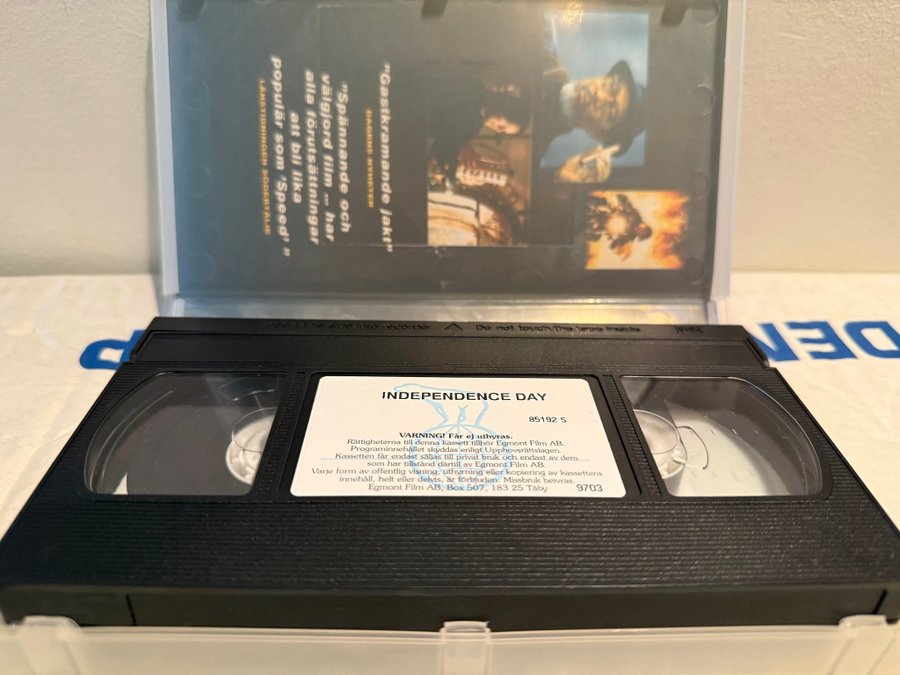 "Gastkramande jakt"
DAGENS NYHETER
"Spännande och
välgjord film ... har
alla förutsättningar
att bli lika
populär som 'Speed' "
LÄNSTIDNINGEN SÖDERTÄLJE
Do not touch the tape inside
VHS
P
DEN
INDEPENDENCE DAY
85192 S
VARNING! Får ej uthyras.
Rättigheterna till denna kassett tillhör Egmont Film AB.
Programinnehållet skyddas enligt Upphovsrättslagen.
Kassetten får endast säljas till privat bruk och endast av dem
som har tillstånd därtill av Egmont Film AB.
Varje form av offentlig visning, uthyrning eller kopiering av kassettens
innehåll, helt eller delvis, är förbjuden. Missbruk beivras.
Egmont Film AB, Box 507, 183 25 Täby
9703